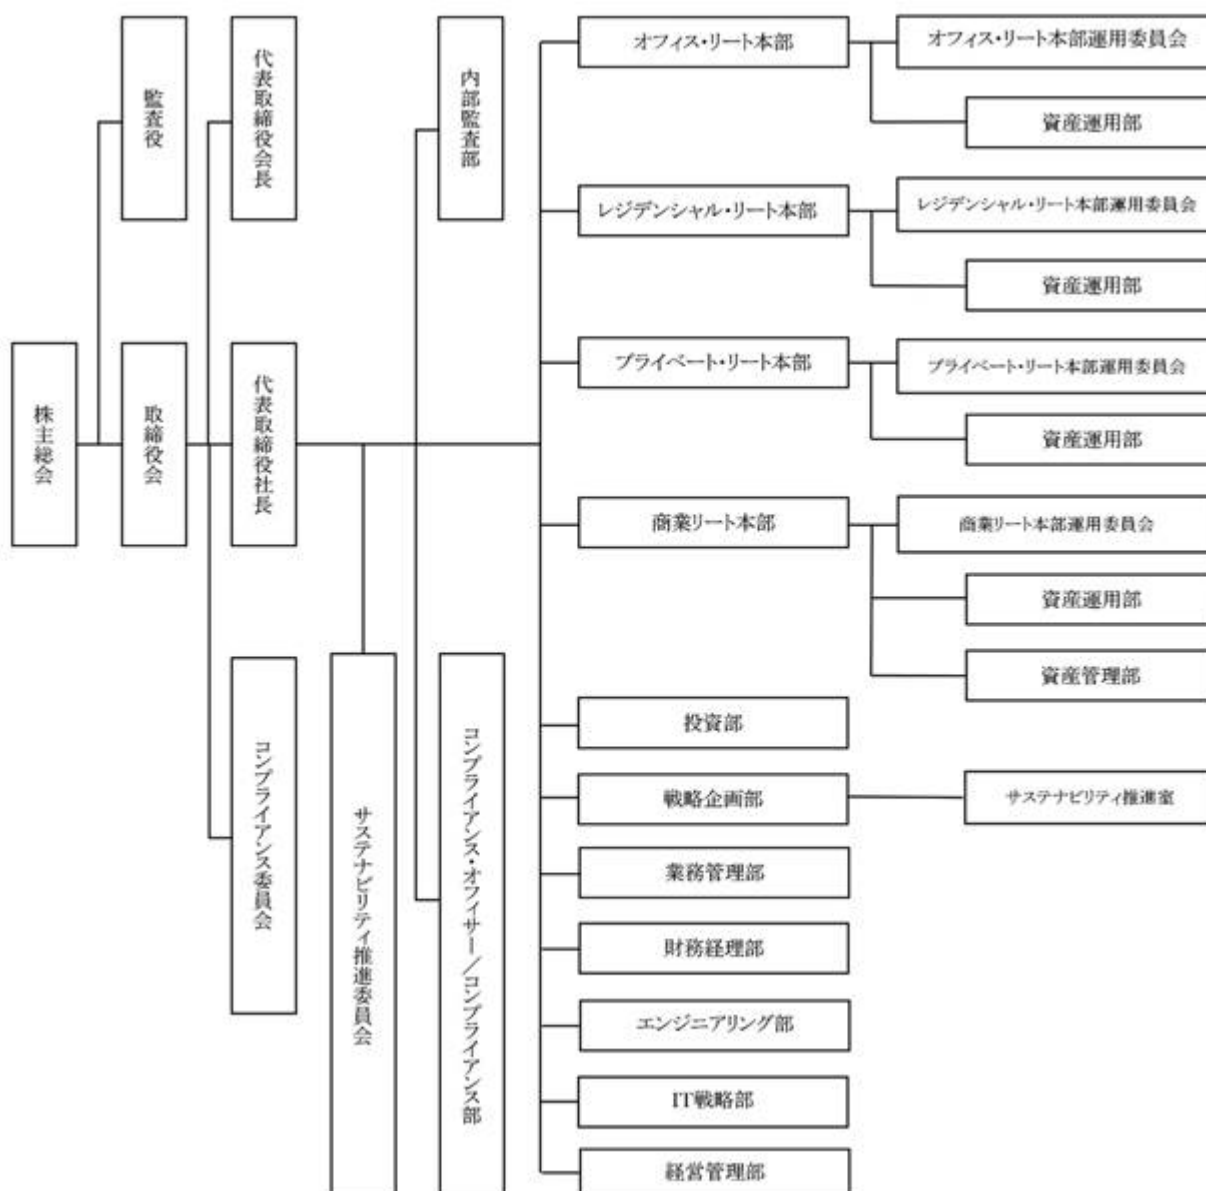 株主総会
監査役
取締役会
代表取締役会長
代表取締役社長
コンプライアンス委員会
サステナビリティ推進委員会
内部監査部
コンプライアンス・オフィサー／コンプライアンス部
オフィス・リート本部
オフィス・リート本部運用委員会
資産運用部
レジデンシャル・リート本部
レジデンシャル・リート本部運用委員会
資産運用部
プライベート・リート本部
プライベート・リート本部運用委員会
資産運用部
商業リート本部
商業リート本部運用委員会
資産運用部
資産管理部
投資部
戦略企画部
サステナビリティ推進室
業務管理部
財務経理部
エンジニアリング部
IT戦略部
経営管理部